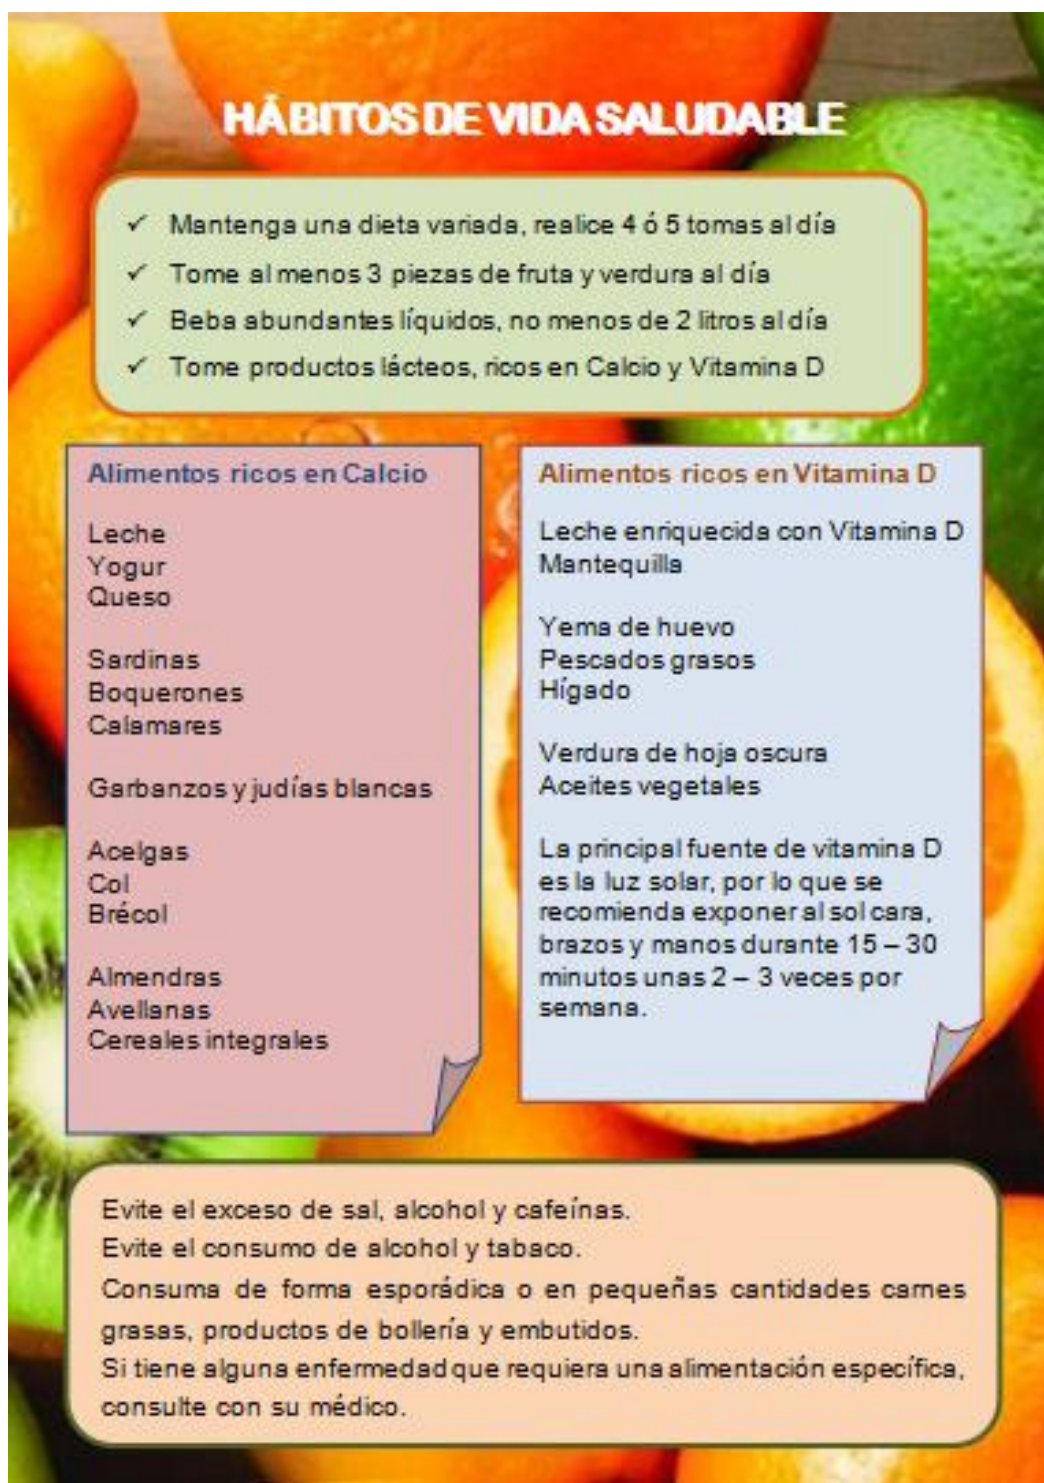 HÁBITOS DE VIDA SALUDABLE
✓ Mantenga una dieta variada, realice 4 ó 5 tomas al día
✓ Tome al menos 3 piezas de fruta y verdura al día
✓ Beba abundantes líquidos, no menos de 2 litros al día
✓ Tome productos lácteos, ricos en Calcio y Vitamina D
Alimentos ricos en Calcio
Leche
Yogur
Queso
Sardinas
Boquerones
Calamares
Garbanzos y judías blancas
Acelgas
Col
Brécol
Almendras
Avellanas
Cereales integrales
Alimentos ricos en Vitamina D
Leche enriquecida con Vitamina D
Mantequilla
Yema de huevo
Pescados grasos
Hígado
Verdura de hoja oscura
Aceites vegetales
La principal fuente de vitamina D
es la luz solar, por lo que se
recomienda exponer al sol cara,
brazos y manos durante 15 – 30
minutos unas 2 – 3 veces por
semana.
Evite el exceso de sal, alcohol y cafeínas.
Evite el consumo de alcohol y tabaco.
Consuma de forma esporádica o en pequeñas cantidades carnes
grasas, productos de bollería y embutidos.
Si tiene alguna enfermedad que requiera una alimentación específica,
consulte con su médico.